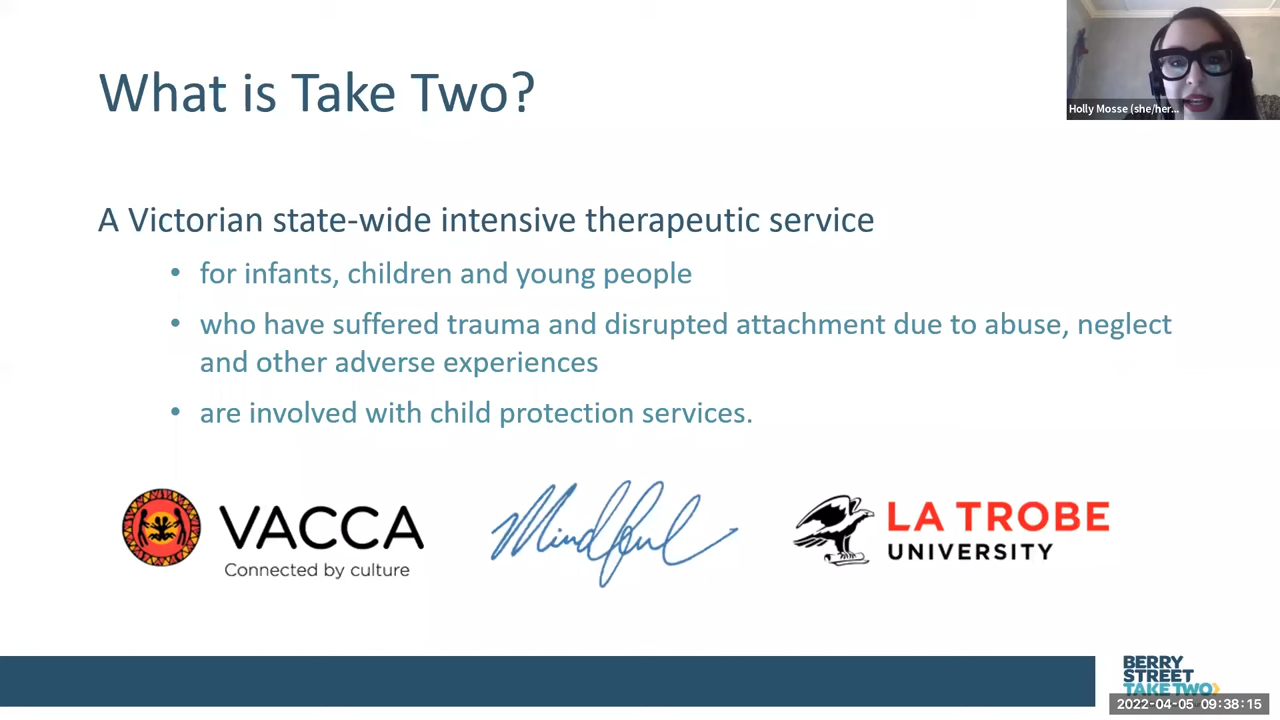 What is Take Two?
Holly Mosse (she/her...
A Victorian state-wide intensive therapeutic service
• for infants, children and young people
• who have suffered trauma and disrupted attachment due to abuse, neglect
and other adverse experiences
• are involved with child protection services.
VACCA
Connected by culture
Mindful
LA TROBE
UNIVERSITY
BERRY
STREET
TAKE TWO
2022-04-05 09:38:15